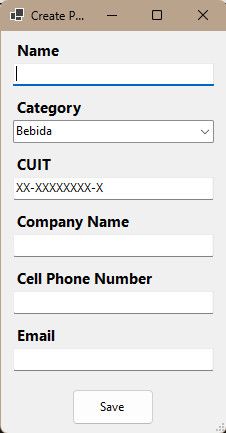 Create P...
Name
Category
Bebida
CUIT
XX-XXXXXXXX-X
Company Name
Cell Phone Number
Email
Save